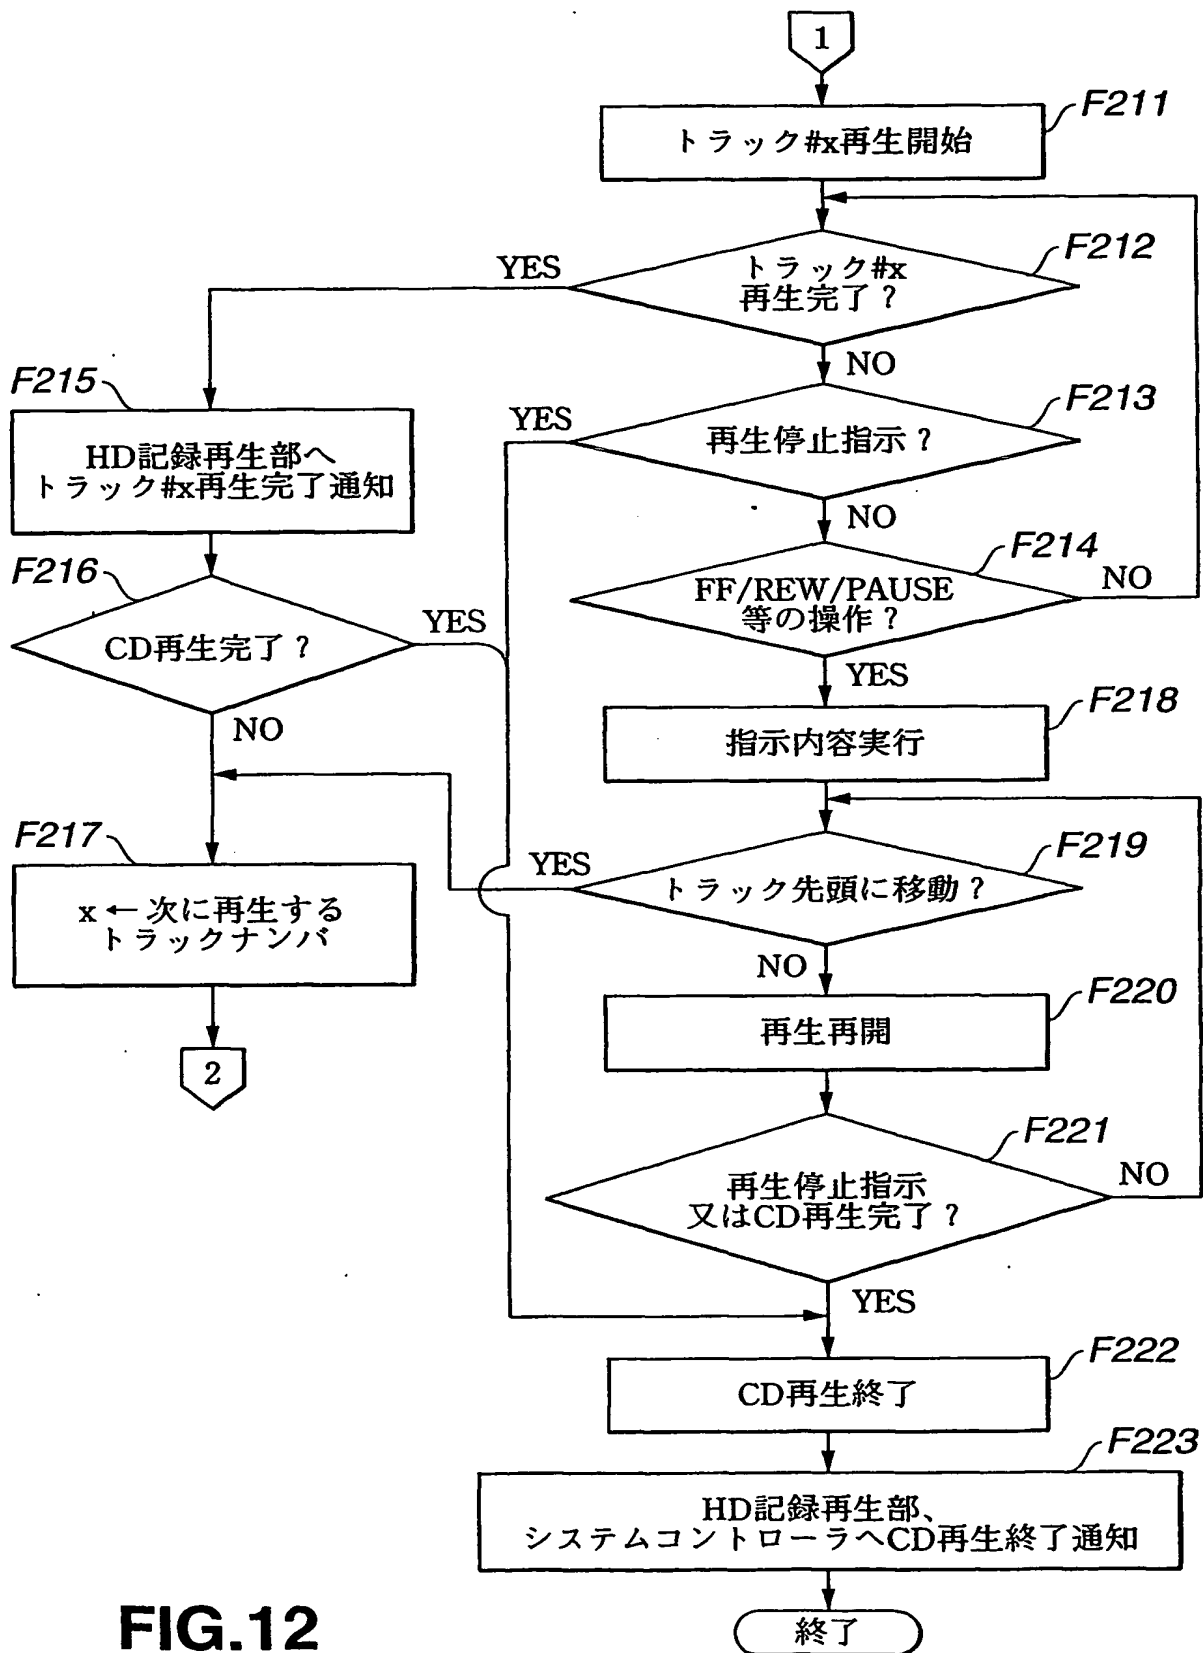 1
F211
トラック#x再生開始
F212
トラック#x
再生完了？
YES
NO
F215
HD記録再生部へ
トラック#x再生完了通知
F213
再生停止指示？
YES
NO
F216
CD再生完了？
YES
NO
F214
FF/REW/PAUSE
等の操作？
NO
YES
F218
指示内容実行
F217
x←次に再生する
トラックナンバ
2
F219
トラック先頭に移動？
YES
NO
F220
再生再開
F221
再生停止指示
又はCD再生完了？
NO
YES
F222
CD再生終了
F223
HD記録再生部、
システムコントローラへCD再生終了通知
終了
FIG.12